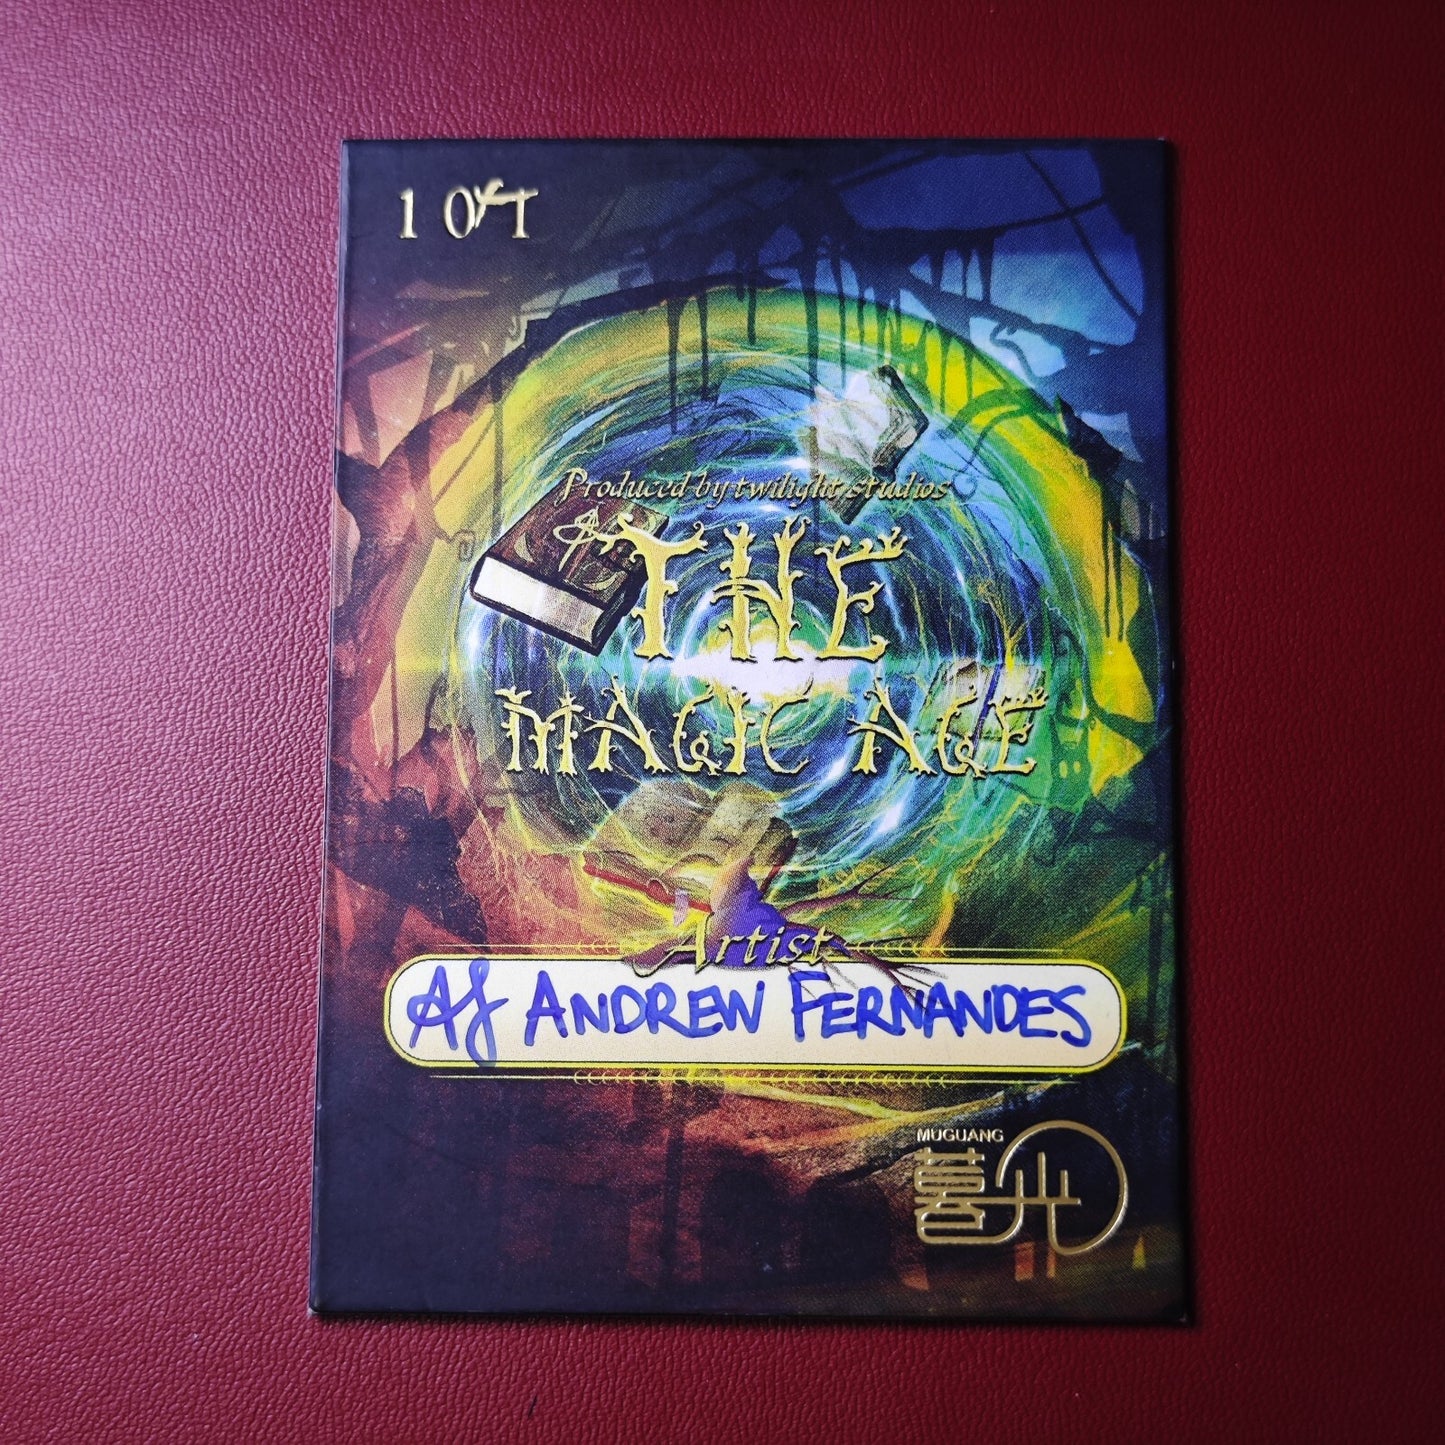 1 OF 1
Produced by twilight studios
THE
MAGIC AGE
Artist
AF ANDREW FERNANDES
MUGUANG
暮光